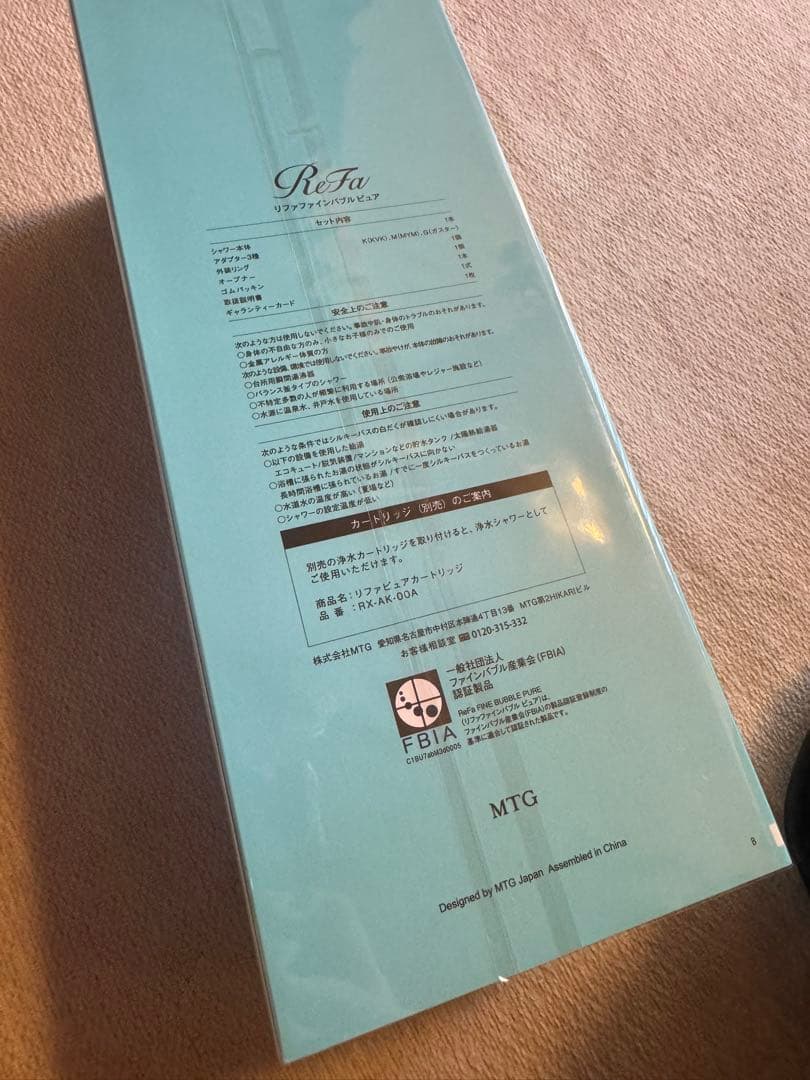 ReFa
リファファインバブル ピュア
セット内容
シャワー本体 1本
アダプター3種 K(KVK)、M(MYM)、G(ガスター)
外装リング 1個
オープナー 1個
ゴムパッキン 1本
取扱説明書 1式
ギャランティーカード 1枚
安全上のご注意
次のような方は使用しないでください。事故や肌・身体のトラブルのおそれがあります。
○身体の不自由な方のみ、小さなお子様のみでのご使用
○金属アレルギー体質の方
次のような設備、環境では使用しないでください。事故やけが、本体の故障のおそれがあります。
○台所用瞬間湯沸器
○バランス釜タイプのシャワー
○不特定多数の人が頻繁に利用する場所(公衆浴場やレジャー施設など)
○水源に温泉水、井戸水を使用している場所
使用上のご注意
次のような条件ではシルキーバスの白だくが確認しにくい場合があります。
○以下の設備を使用した給湯
エコキュート/脱気装置/マンションなどの貯水タンク/太陽熱給湯器
○浴槽に張られたお湯の状態がシルキーバスに向かない
長時間浴槽に張られているお湯/すでに一度シルキーバスをつくっているお湯
○水道水の温度が高い(夏場など)
○シャワーの設定温度が低い
カートリッジ(別売)のご案内
別売の浄水カートリッジを取り付けると、浄水シャワーとして
ご使用いただけます。
商品名:リファピュアカートリッジ
品 番:RX-AK-00A
株式会社MTG 愛知県名古屋市中村区本陣通4丁目13番 MTG第2HIKARIビル
お客様相談室 0120-315-332
一般社団法人
ファインバブル産業会(FBIA)
認証製品
ReFa FINE BUBBLE PURE
(リファファインバブル ピュア)は、
ファインバブル産業会(FBIA)の製品認証登録制度の
基準に適合して認証された製品です。
FBIA
C1BU7abM3d0005
MTG
Designed by MTG Japan Assembled in China
8